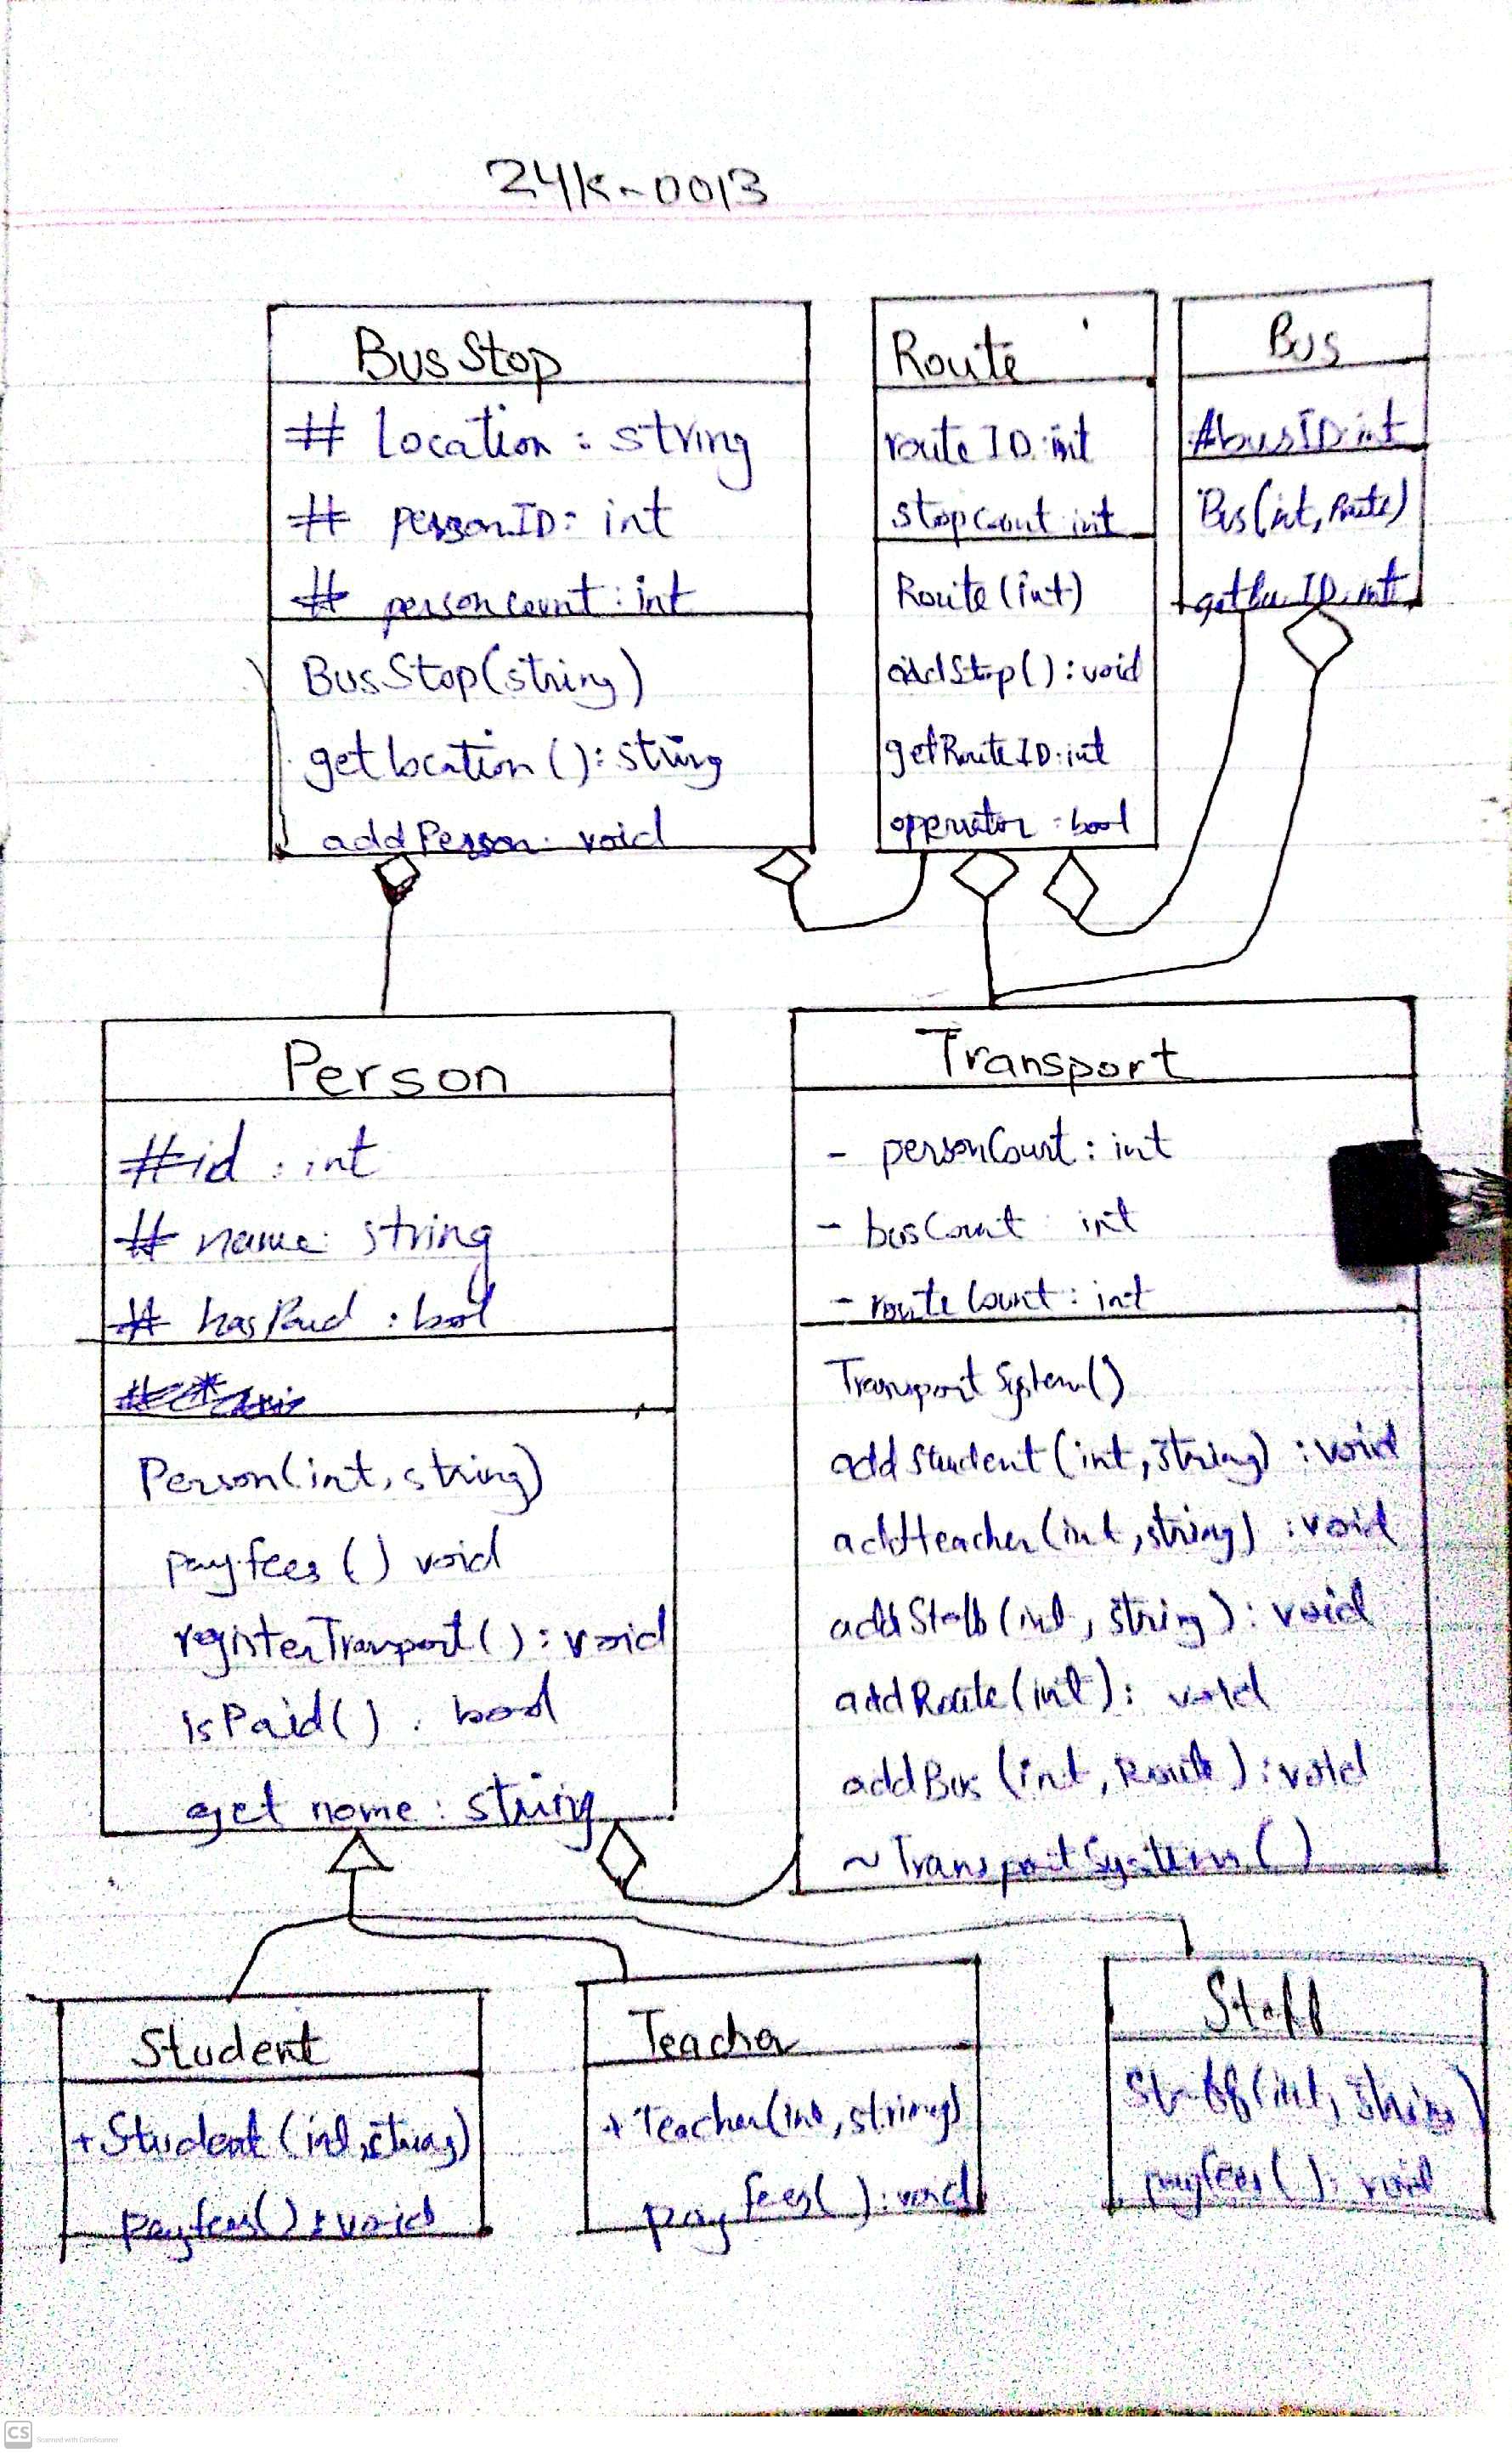 24K-0013
BusStop
# location : string
# personID: int
# personcount: int
BusStop(string)
getlocation(): string
addPerson: void
Route
routeID: int
stopcount int
Route(int)
addStop(): void
getRouteID:int
operator : bool
Bus
#busID:int
Bus(int, Route)
getbusID: int
Person
#id : int
# name: string
# hasPaid : bool
Person(int, string)
payfees () void
registerTransport(): void
isPaid() : bool
get name: string
Transport
- personCount: int
- busCount : int
- routeCount: int
TransportSystem()
addStudent(int, string) : void
addteacher(int, string) : void
addStaff(int, string): void
addRoute(int): void
addBus (int, Route): void
~TransportSystem()
Student
+Student(int, string)
payfees(): void
Teacher
+Teacher(int, string)
payfees(): void
Staff
Staff(int, string)
payfees(): void
CS
Scanned with CamScanner